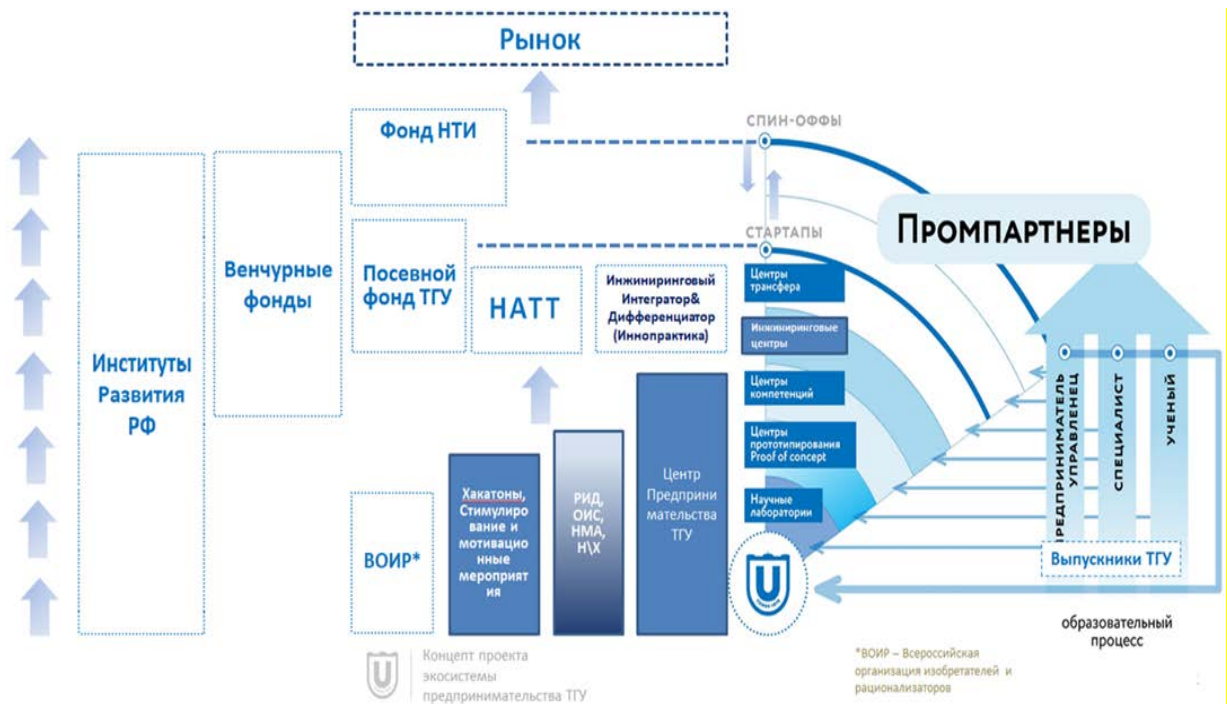 Рынок
Фонд НТИ
СПИН-ОФФЫ
Промпартнеры
СТАРТАПЫ
Венчурные
фонды
Посевной
фонд ТГУ
НАТТ
Инжиниринговый
Интегратор&
Дифференциатор
(Иннопрактика)
Центры
трансфера
Инжиниринговые
центры
Институты
Развития
РФ
Центры
компетенций
Центры
прототипирования
Proof of concept
Научные
лаборатории
ПРЕДПРИНИМАТЕЛЬ
УПРАВЛЕНЕЦ
СПЕЦИАЛИСТ
УЧЕНЫЙ
ВОИР*
Хакатоны,
Стимулиро
вание и
мотивацио
нные
мероприят
ия
РИД,
ОИС,
НМА,
Н\Х
Центр
Предприни
мательства
ТГУ
Выпускники ТГУ
образовательный
процесс
Концепт проекта
экосистемы
предпринимательства ТГУ
*ВОИР – Всероссийская
организация изобретателей и
рационализаторов